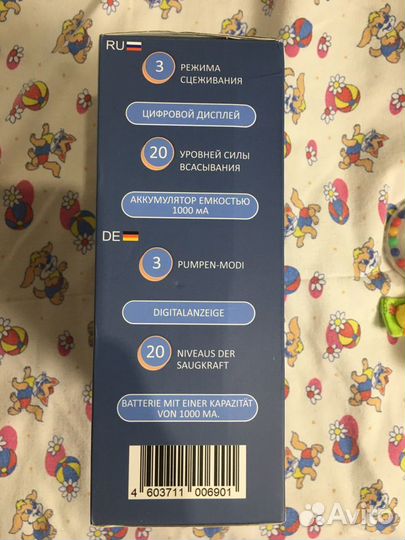 RU
3 РЕЖИМА
СЦЕЖИВАНИЯ
ЦИФРОВОЙ ДИСПЛЕЙ
20 УРОВНЕЙ СИЛЫ
ВСАСЫВАНИЯ
АККУМУЛЯТОР ЕМКОСТЬЮ
1000 мА
DE
3 PUMPEN-MODI
DIGITALANZEIGE
20 NIVEAUS DER
SAUGKRAFT
BATTERIE MIT EINER KAPAZITÄT
VON 1000 MA.
4 603711 006901
Avito